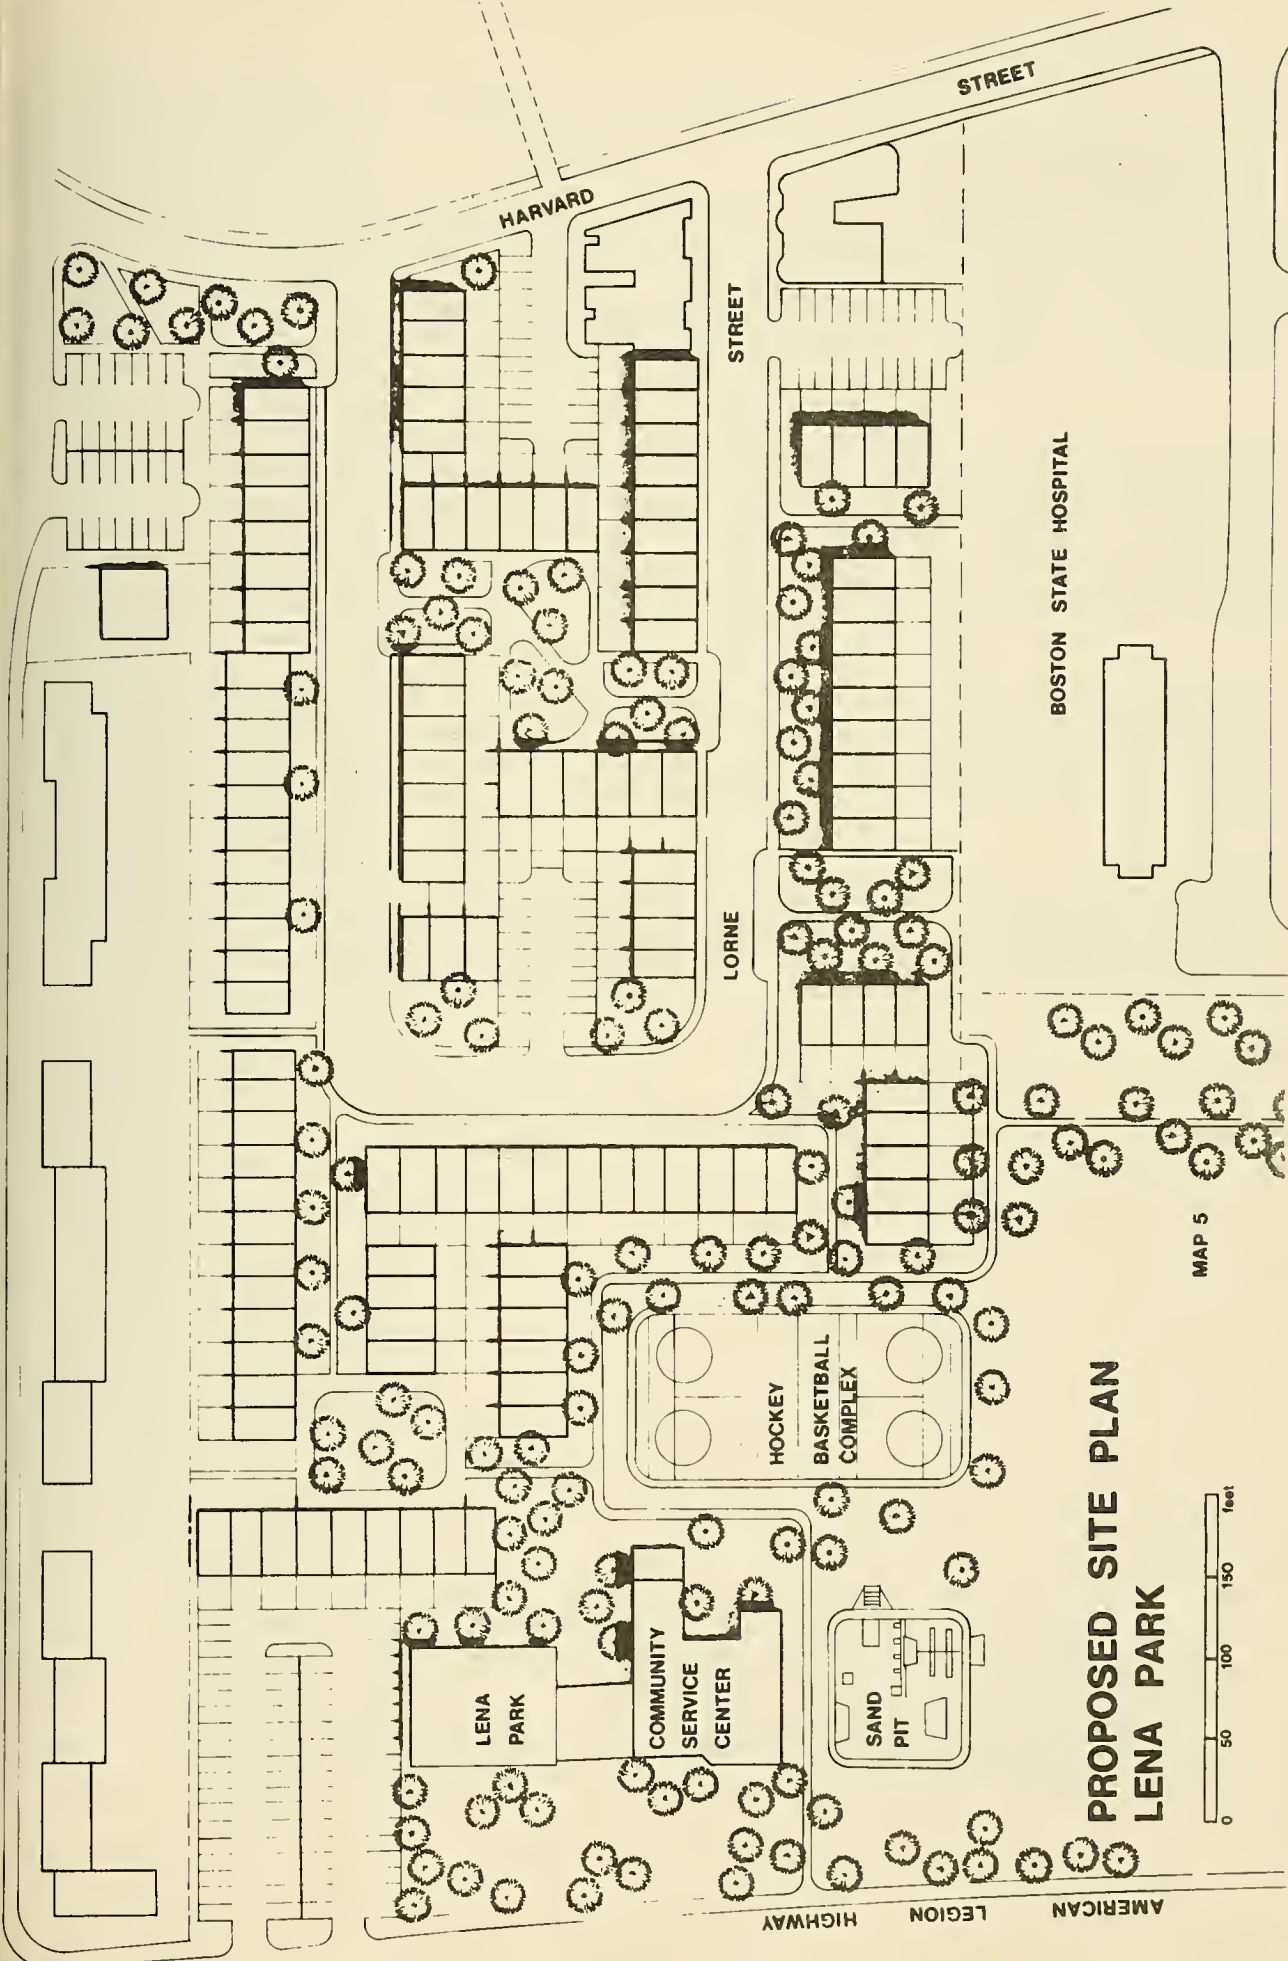 HARVARD STREET
LORNE STREET
BOSTON STATE HOSPITAL
HOCKEY
BASKETBALL
COMPLEX
LENA
PARK
COMMUNITY
SERVICE
CENTER
SAND
PIT
MAP 5
PROPOSED SITE PLAN
LENA PARK
0 50 100 150 feet
AMERICAN LEGION HIGHWAY